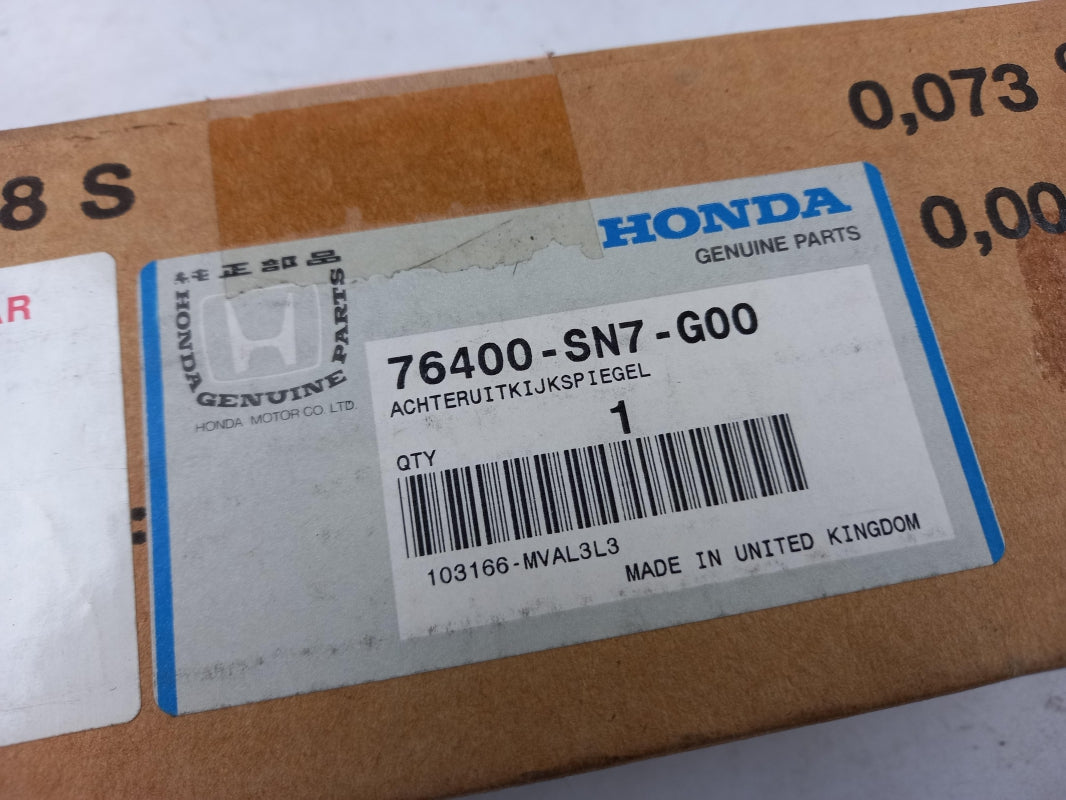 0,073
8 S
0,00
AR
純正部品
HONDA
GENUINE PARTS
HONDA GENUINE PARTS
HONDA MOTOR CO. LTD.
76400-SN7-G00
ACHTERUITKIJKSPIEGEL
1
QTY
103166-MVAL3L3
MADE IN UNITED KINGDOM